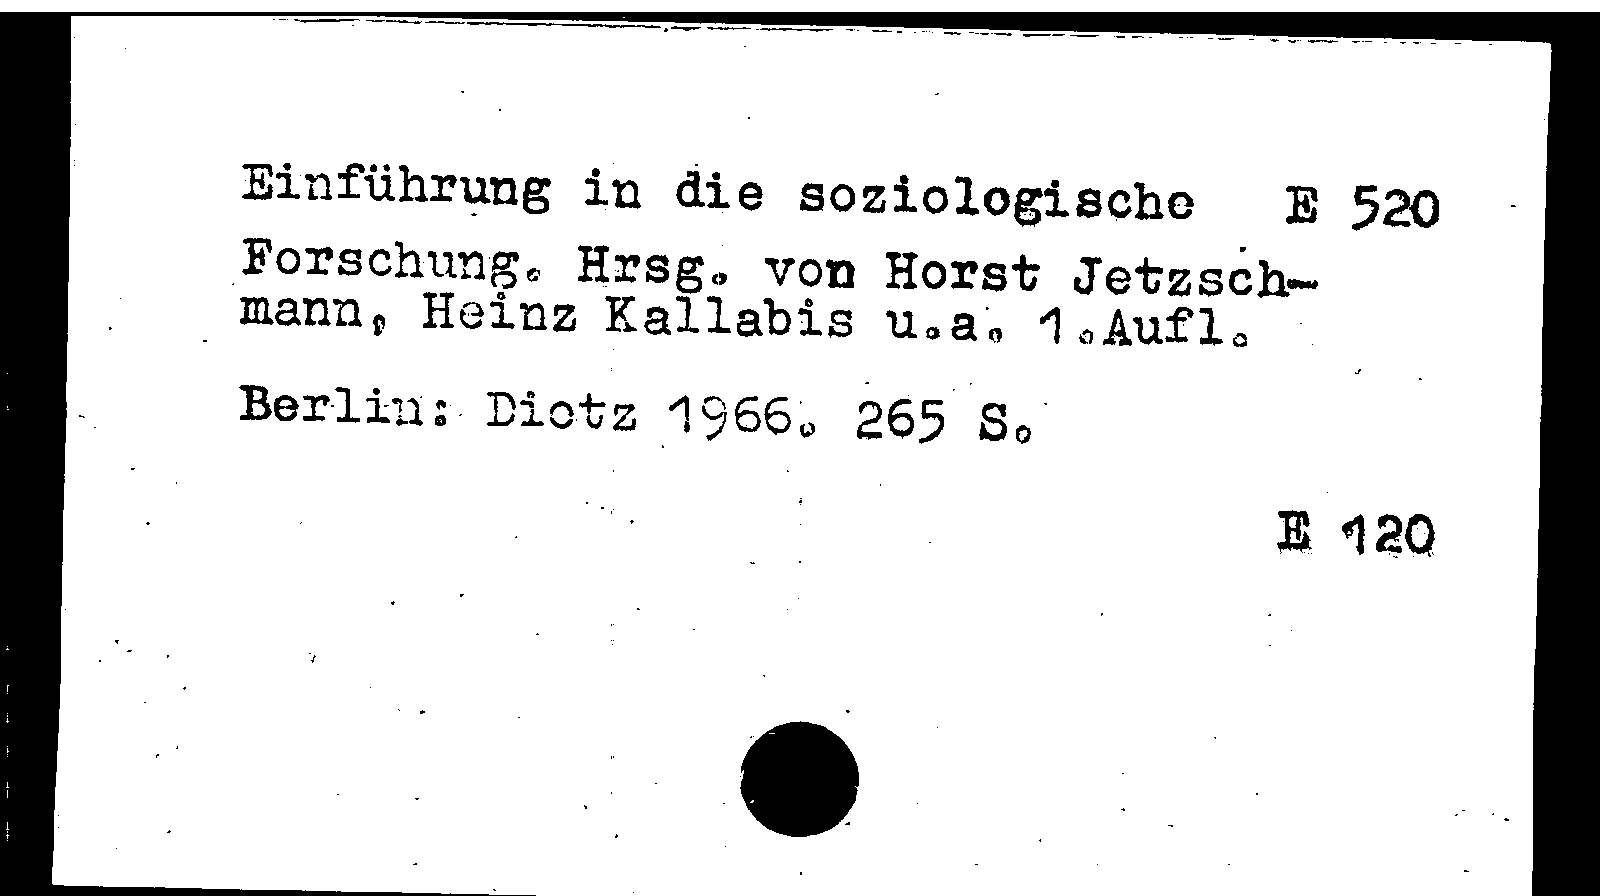 Einführung in die soziologische E 520
Forschung. Hrsg. von Horst Jetzsch-
mann, Heinz Kallabis u.a. 1.Aufl.
Berlin: Dietz 1966. 265 S.
E 120